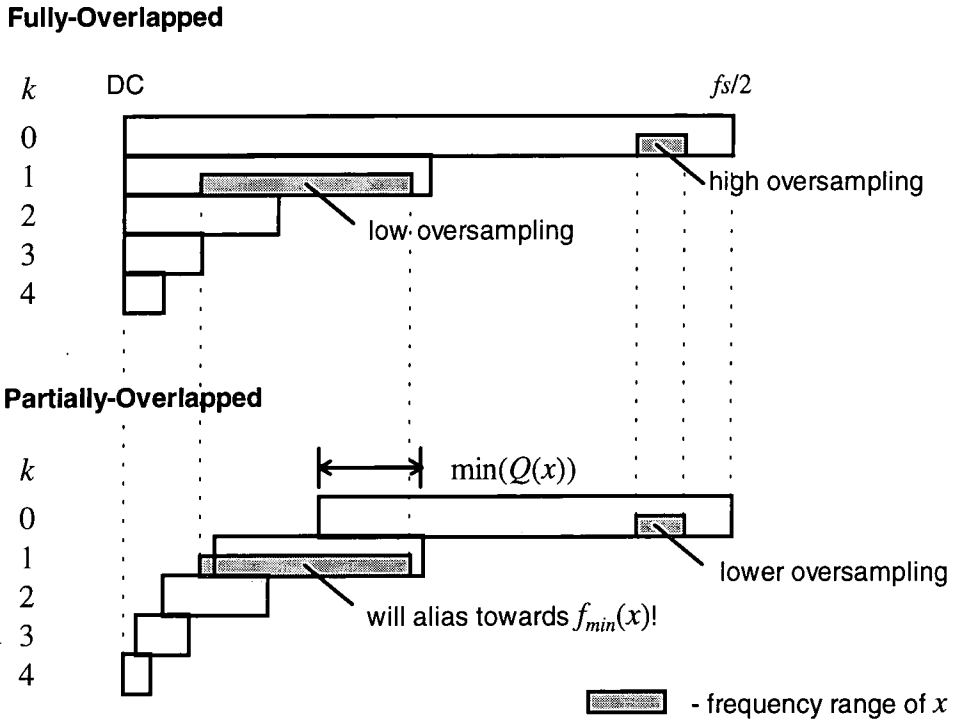 Fully-Overlapped
k DC fs/2
0
1 high oversampling
2 low oversampling
3
4
Partially-Overlapped
k min(Q(x))
0
1 lower oversampling
2 will alias towards fmin(x)!
3
4
- frequency range of x